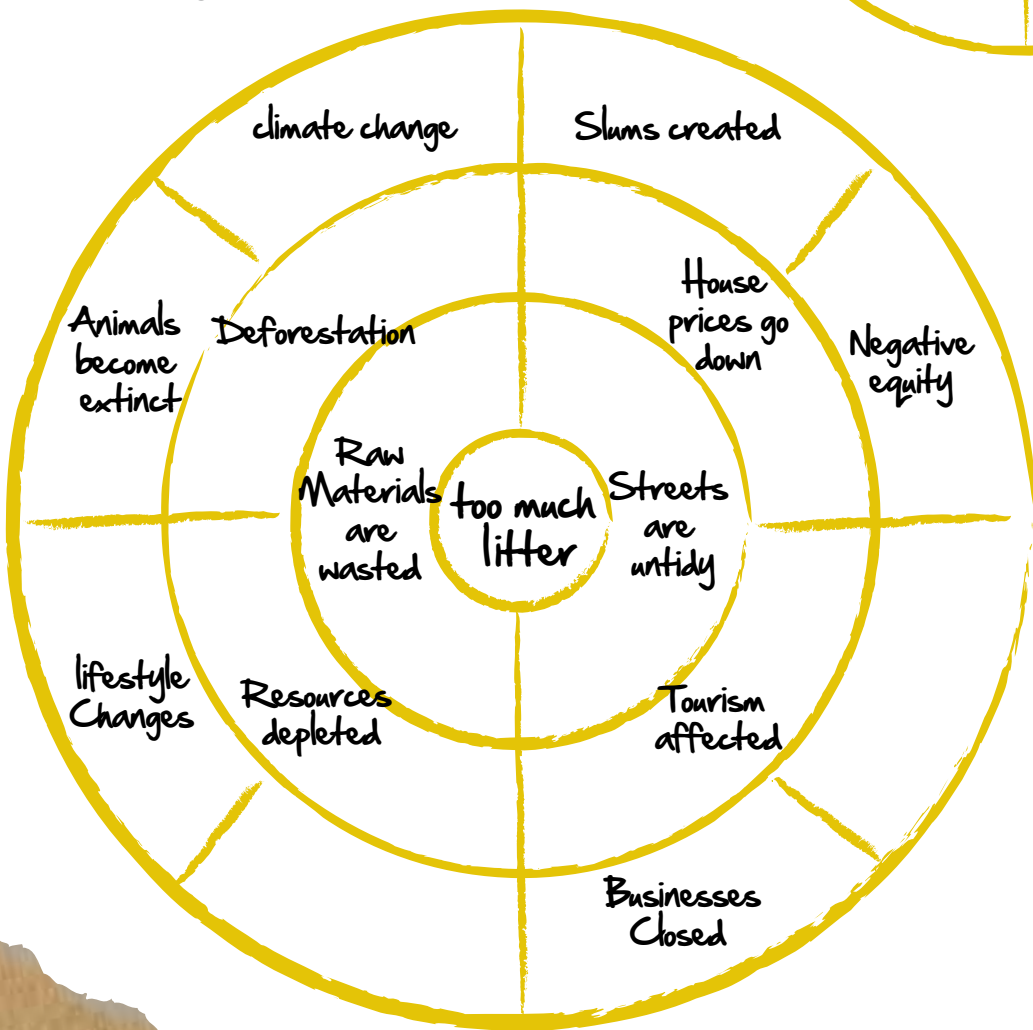 climate change
Slums created
Animals
become
extinct
Deforestation
House
prices go
down
Negative
equity
Raw
Materials
are
wasted
too much
litter
Streets
are
untidy
lifestyle
Changes
Resources
depleted
Tourism
affected
Businesses
Closed